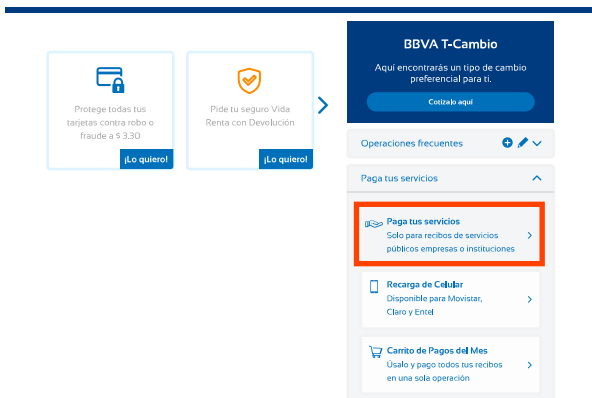 Protege todas tus
tarjetas contra robo o
fraude a $ 3.30
¡Lo quiero!
Pide tu seguro Vida
Renta con Devolución
¡Lo quiero!
BBVA T-Cambio
Aquí encontrarás un tipo de cambio
preferencial para ti.
Cotízalo aquí
Operaciones frecuentes
Paga tus servicios
Paga tus servicios
Solo para recibos de servicios
públicos empresas o instituciones
Recarga de Celular
Disponible para Movistar,
Claro y Entel
Carrito de Pagos del Mes
Úsalo y pago todos tus recibos
en una sola operación